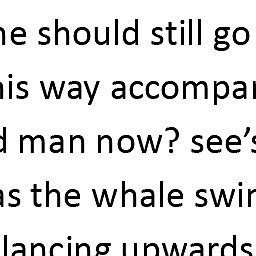 he should still go
his way accompan
d man now? see's
as the whale swin
lancing upwards